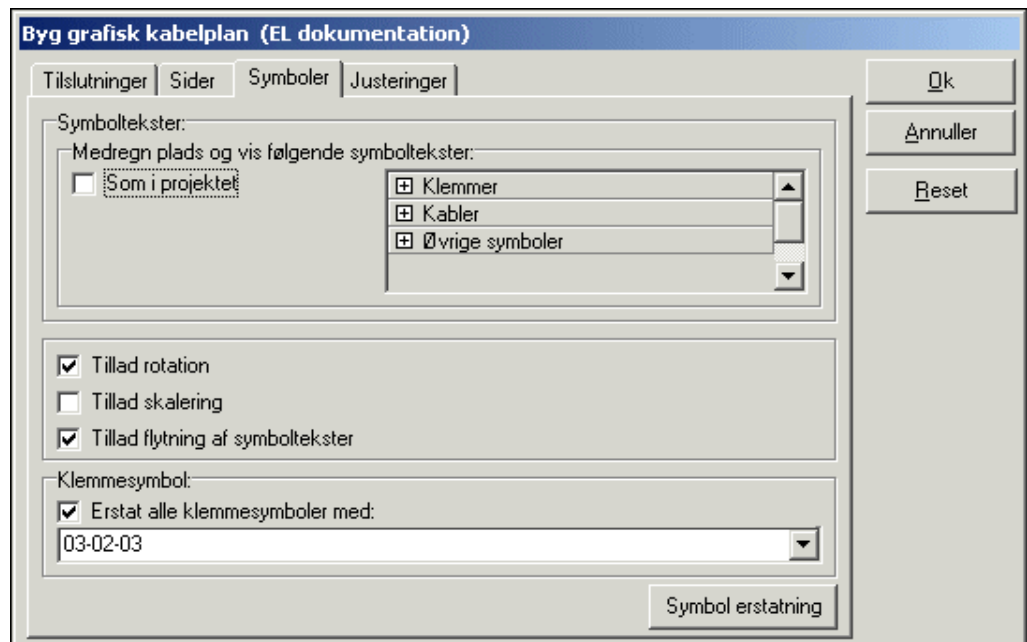 Byg grafisk kabelplan (EL dokumentation)
Tilslutninger Sider Symboler Justeringer
Ok
Annuller
Reset
Symboltekster:
Medregn plads og vis følgende symboltekster:
Som i projektet
Klemmer
Kabler
Øvrige symboler
Tillad rotation
Tillad skalering
Tillad flytning af symboltekster
Klemmesymbol:
Erstat alle klemmesymboler med:
03-02-03
Symbol erstatning